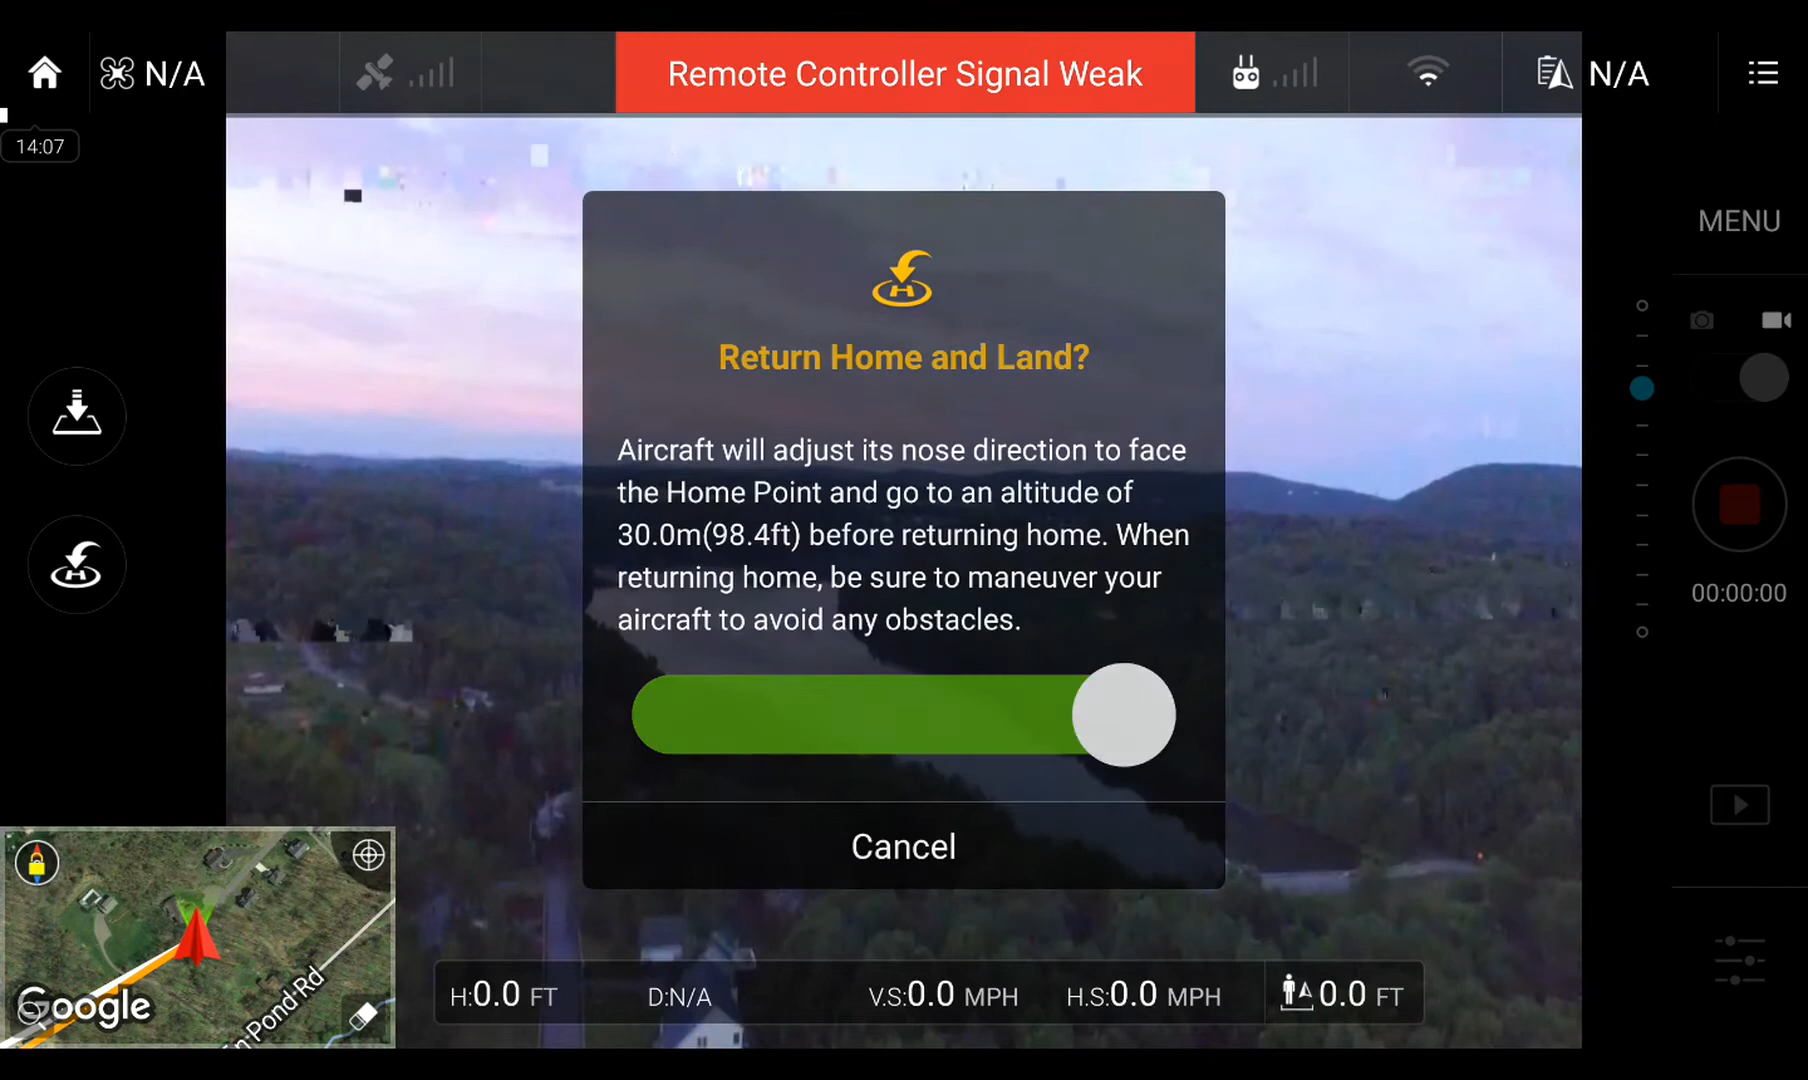 N/A
Remote Controller Signal Weak
N/A
14:07
MENU
Return Home and Land?
Aircraft will adjust its nose direction to face
the Home Point and go to an altitude of
30.0m(98.4ft) before returning home. When
returning home, be sure to maneuver your
aircraft to avoid any obstacles.
00:00:00
Cancel
H:0.0 FT
D:N/A
V.S:0.0 MPH
H.S:0.0 MPH
0.0 FT
Google
Pond Rd